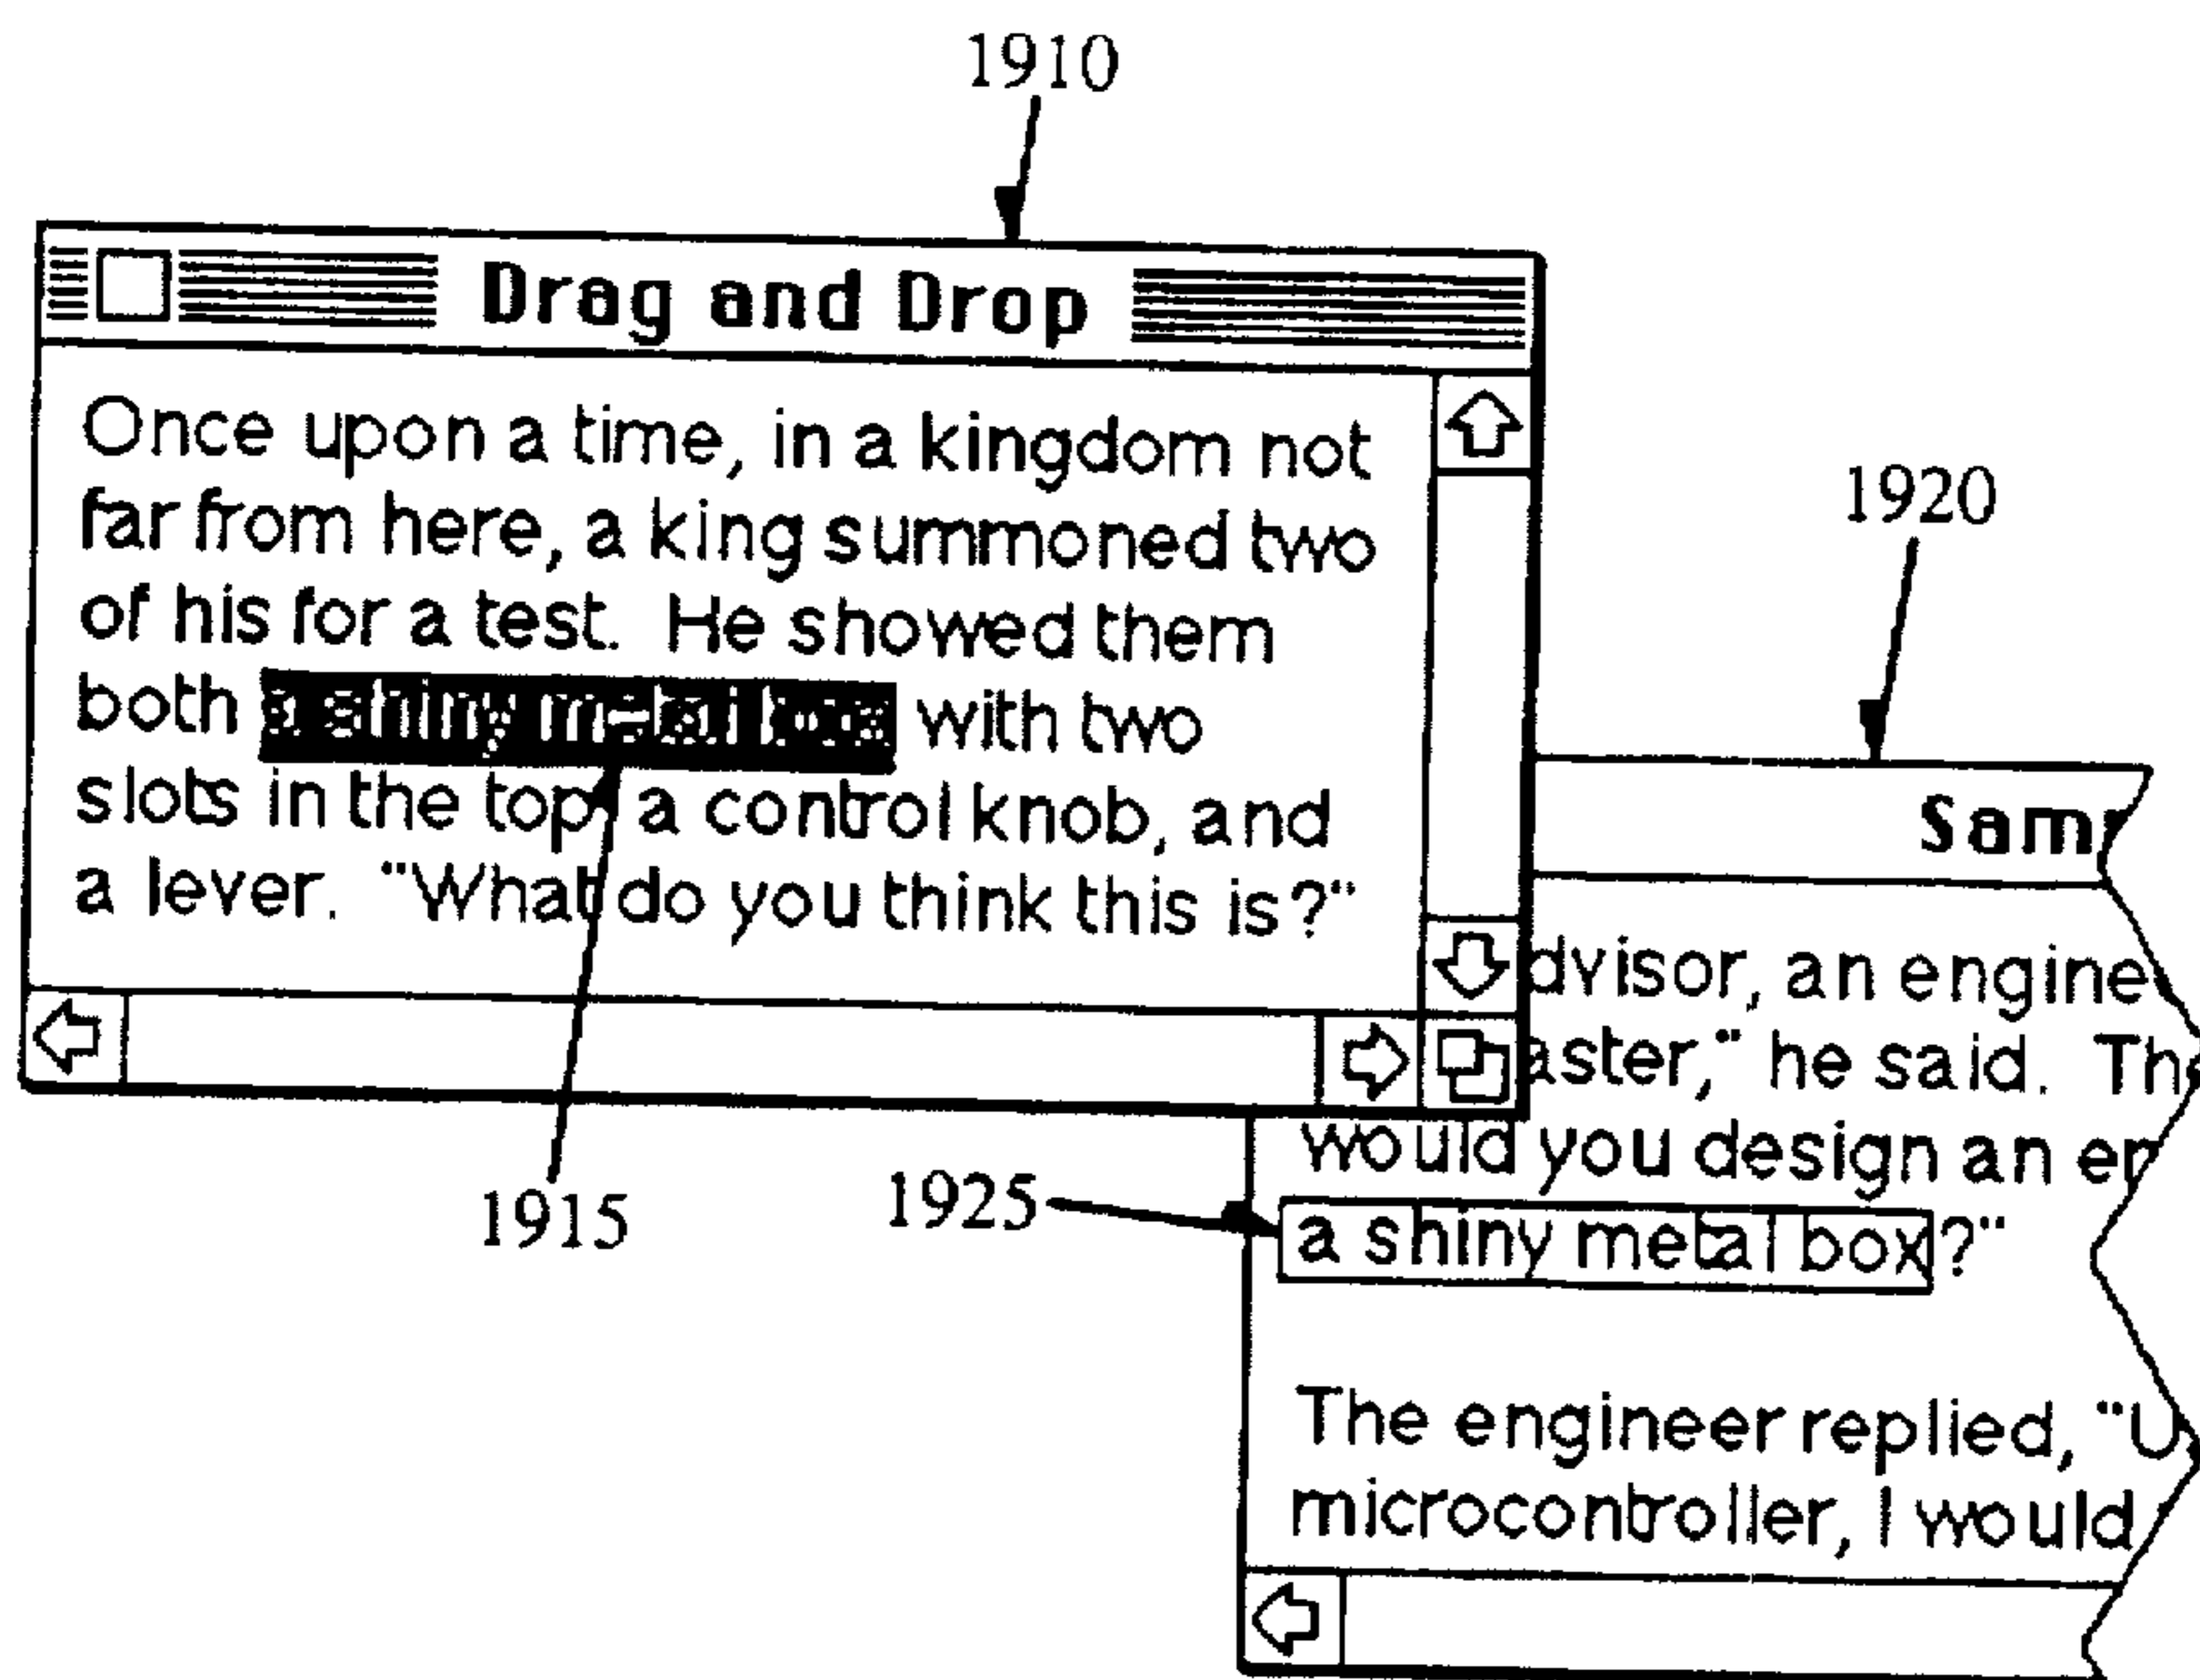 1910
Drag and Drop
Once upon a time, in a kingdom not
far from here, a king summoned two
of his for a test. He showed them
both a shiny metal box with two
slots in the top, a control knob, and
a lever. "What do you think this is?"
1915
1920
Sam
dvisor, an engine
aster," he said. The
would you design an em
1925
a shiny metal box?"
The engineer replied, "U
microcontroller, I would